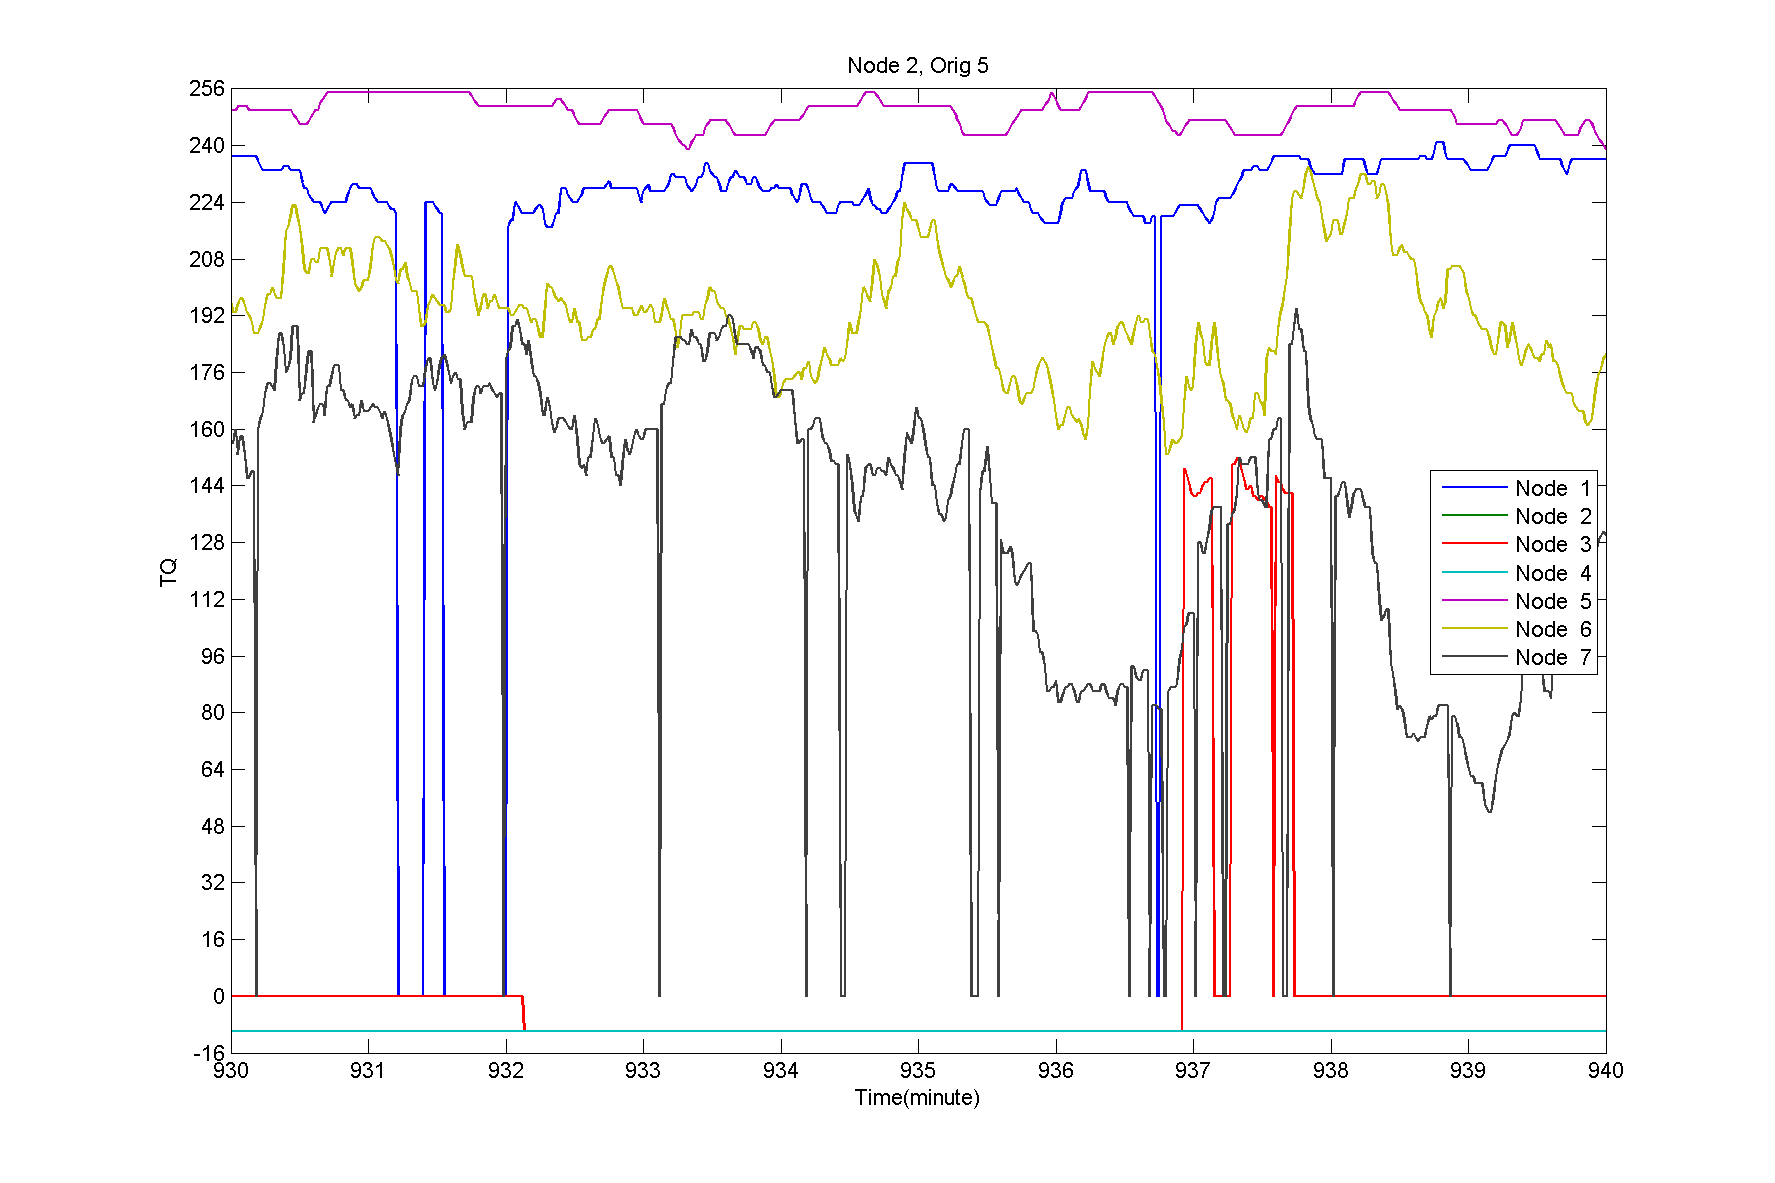 Node 2, Orig 5
256
240
224
208
192
176
160
144
128
112
96
80
64
48
32
16
0
-16
TQ
Node 1
Node 2
Node 3
Node 4
Node 5
Node 6
Node 7
930 931 932 933 934 935 936 937 938 939 940
Time(minute)